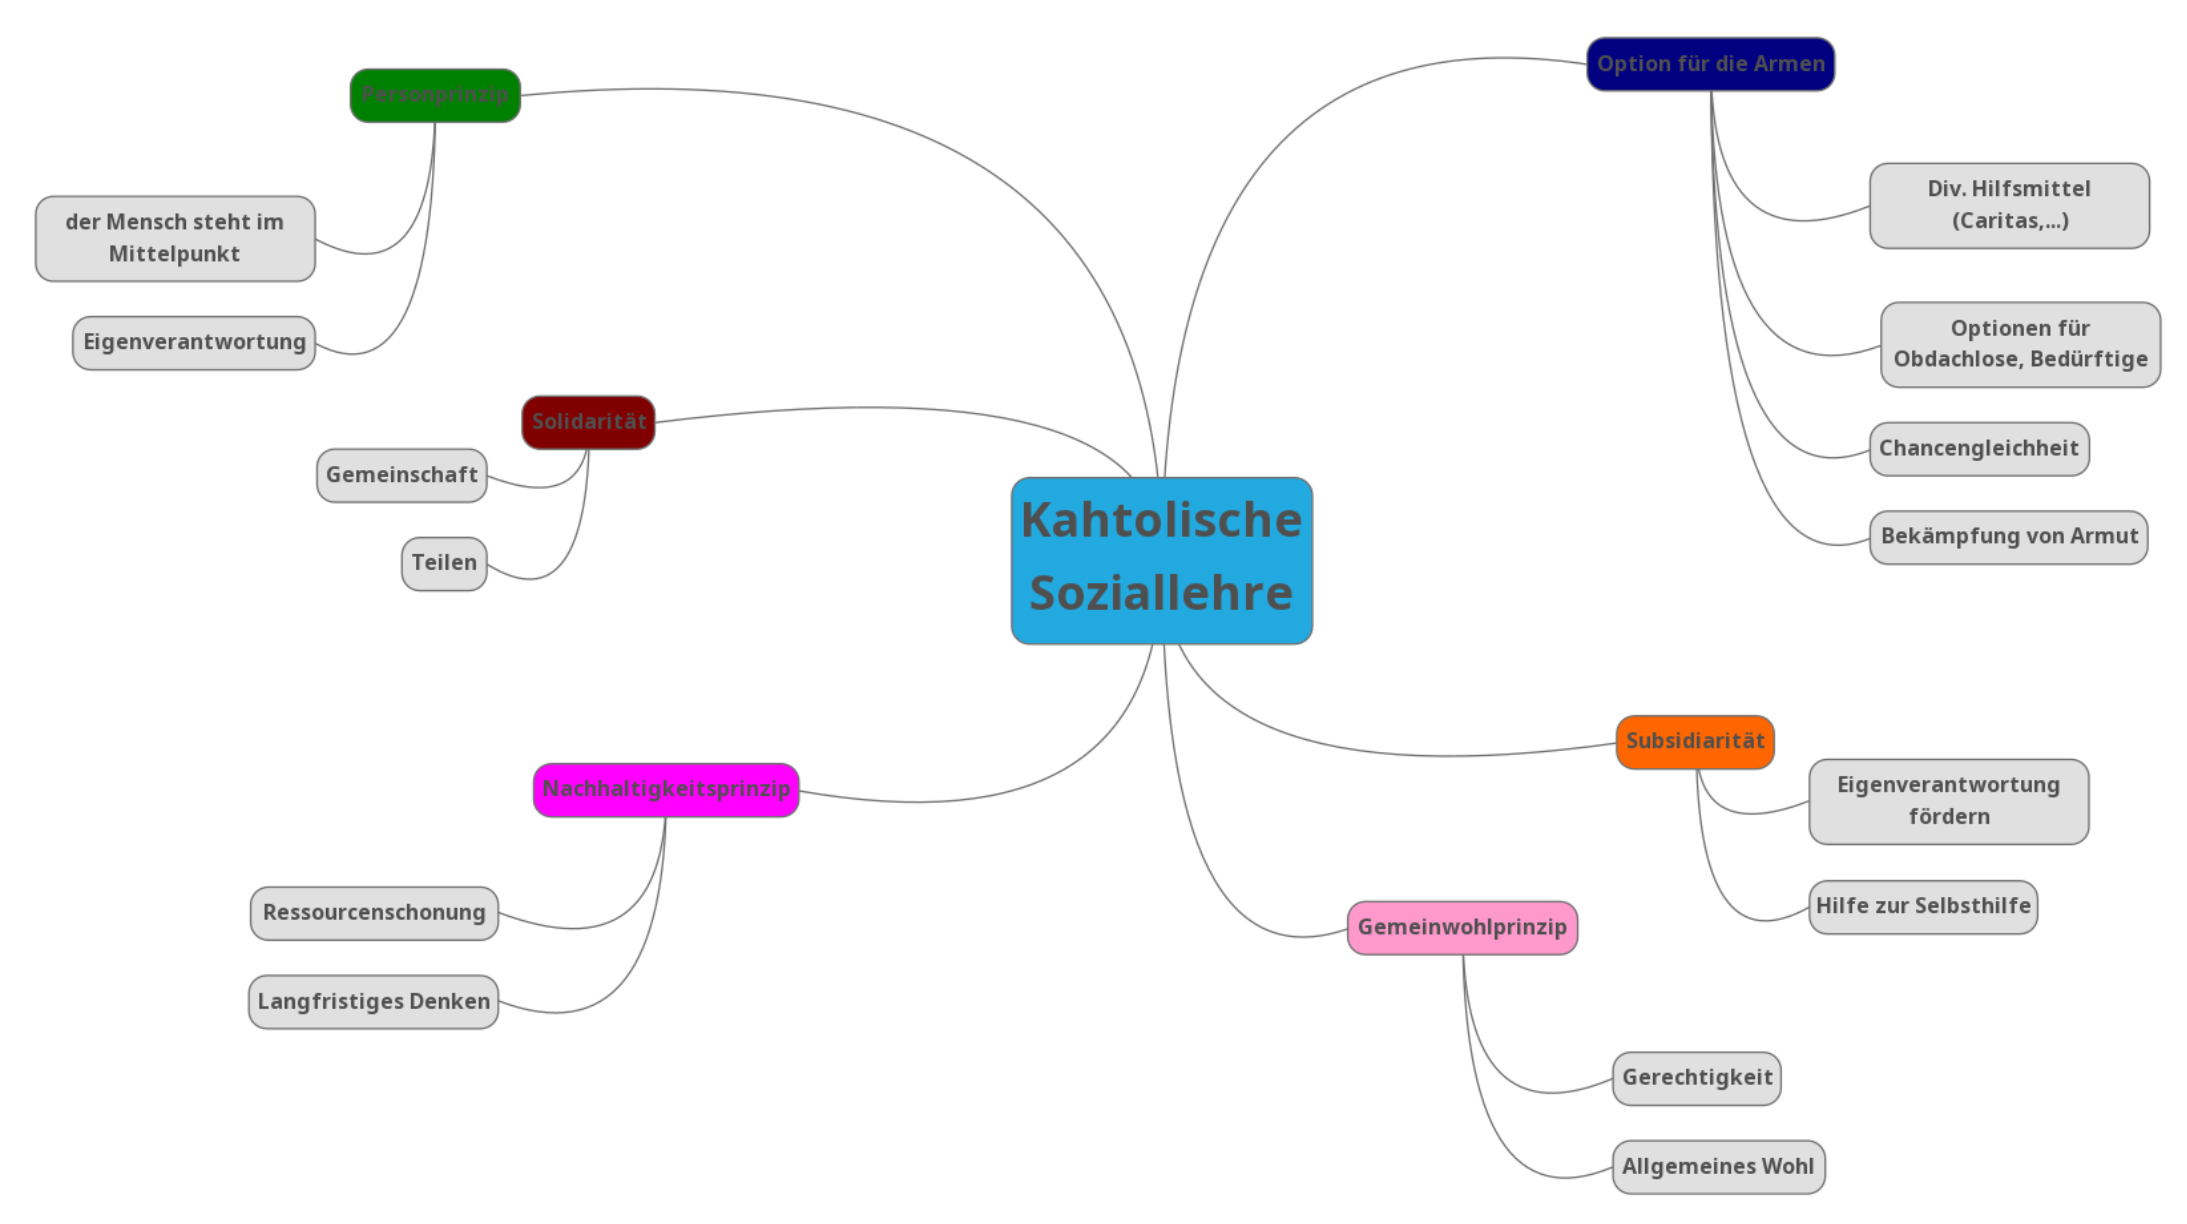 Kahtolische
Soziallehre
Personprinzip
der Mensch steht im
Mittelpunkt
Eigenverantwortung
Solidarität
Gemeinschaft
Teilen
Nachhaltigkeitsprinzip
Ressourcenschonung
Langfristiges Denken
Option für die Armen
Div. Hilfsmittel
(Caritas,...)
Optionen für
Obdachlose, Bedürftige
Chancengleichheit
Bekämpfung von Armut
Subsidiarität
Eigenverantwortung
fördern
Hilfe zur Selbsthilfe
Gemeinwohlprinzip
Gerechtigkeit
Allgemeines Wohl